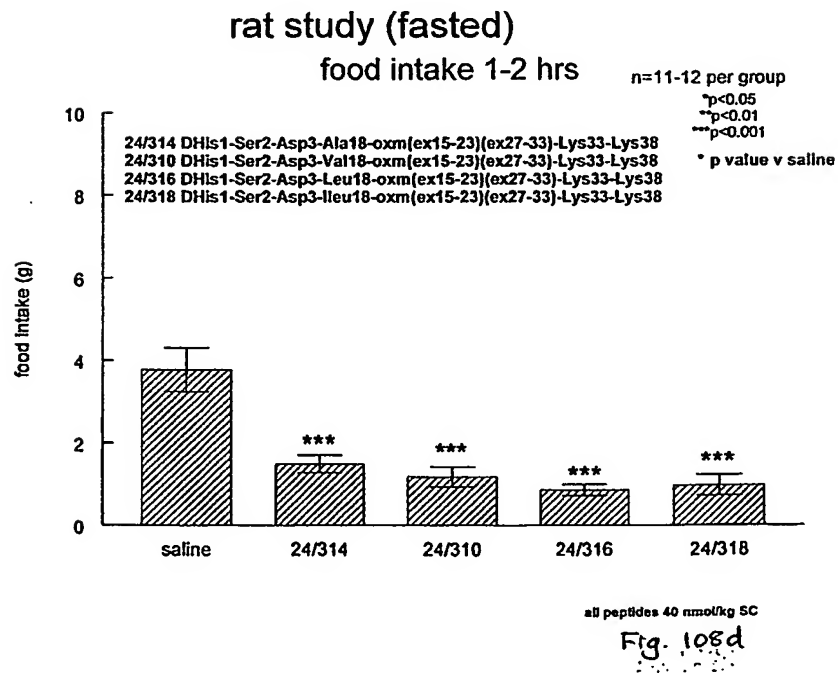 rat study (fasted)
food intake 1-2 hrs
n=11-12 per group
*p<0.05
**p<0.01
***p<0.001
* p value v saline
24/314 DHis1-Ser2-Asp3-Ala18-oxm(ex15-23)(ex27-33)-Lys33-Lys38
24/310 DHis1-Ser2-Asp3-Val18-oxm(ex15-23)(ex27-33)-Lys33-Lys38
24/316 DHis1-Ser2-Asp3-Leu18-oxm(ex15-23)(ex27-33)-Lys33-Lys38
24/318 DHis1-Ser2-Asp3-Ileu18-oxm(ex15-23)(ex27-33)-Lys33-Lys38
food intake (g)
10
8
6
4
2
0
***
***
***
***
saline 24/314 24/310 24/316 24/318
all peptides 40 nmol/kg SC
Fig. 108d